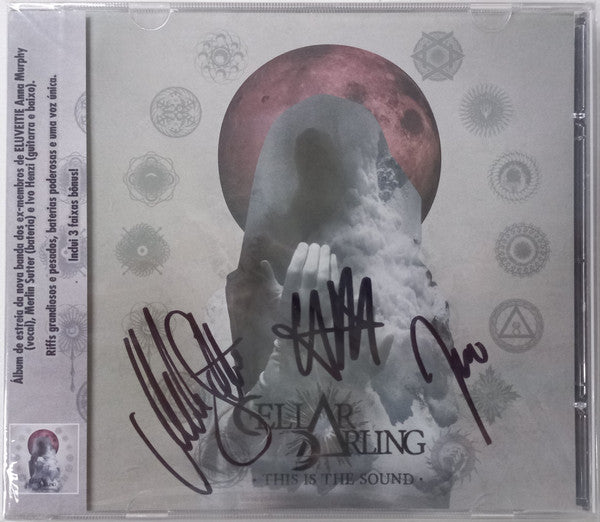 Álbum de estreia da nova banda dos ex-membros de ELUVEITIE Anna Murphy
(vocal), Merlin Sutter (bateria) e Ivo Henzi (guitarra e baixo).
Riffs grandiosos e pesados, baterias poderosas e uma voz única.
Inclui 3 faixas bônus!
CELLAR
DARLING
· THIS IS THE SOUND ·